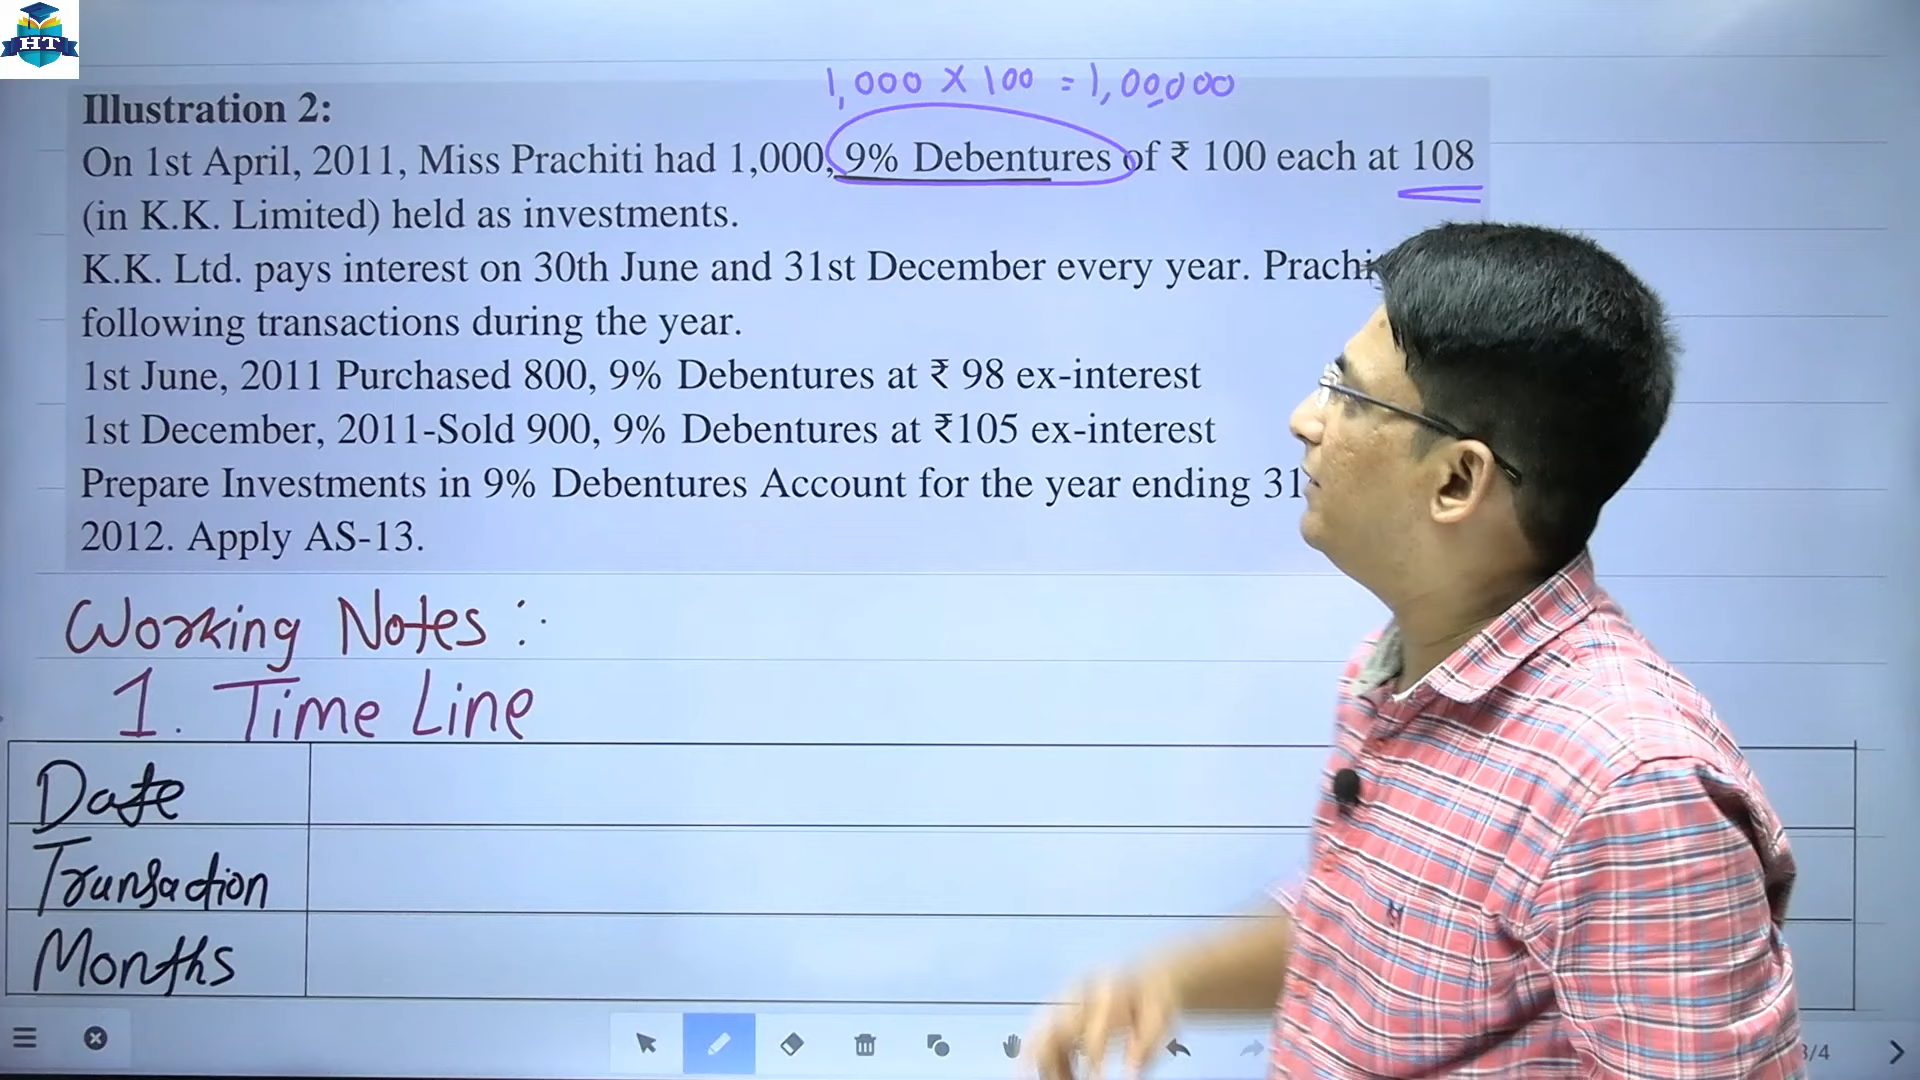 HT
1,000 X 100 = 1,00,000
Illustration 2:
On 1st April, 2011, Miss Prachiti had 1,000, 9% Debentures of ₹ 100 each at 108
(in K.K. Limited) held as investments.
K.K. Ltd. pays interest on 30th June and 31st December every year.
following transactions during the year.
1st June, 2011 Purchased 800, 9% Debentures at ₹ 98 ex-interest
1st December, 2011-Sold 900, 9% Debentures at ₹105 ex-interest
Prepare Investments in 9% Debentures Account for the year ending 31
2012. Apply AS-13.
Working Notes :
1. Time Line
Date
Transaction
Months
/4